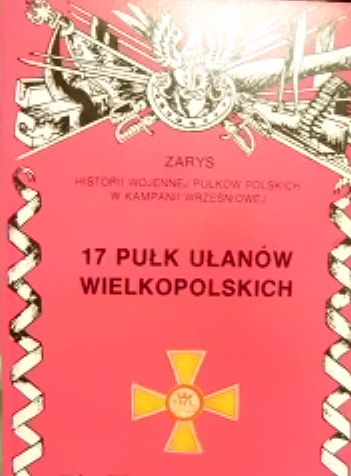 ZARYS
HISTORII WOJENNEJ PUŁKÓW POLSKICH
W KAMPANII WRZEŚNIOWEJ
17 PUŁK UŁANÓW
WIELKOPOLSKICH